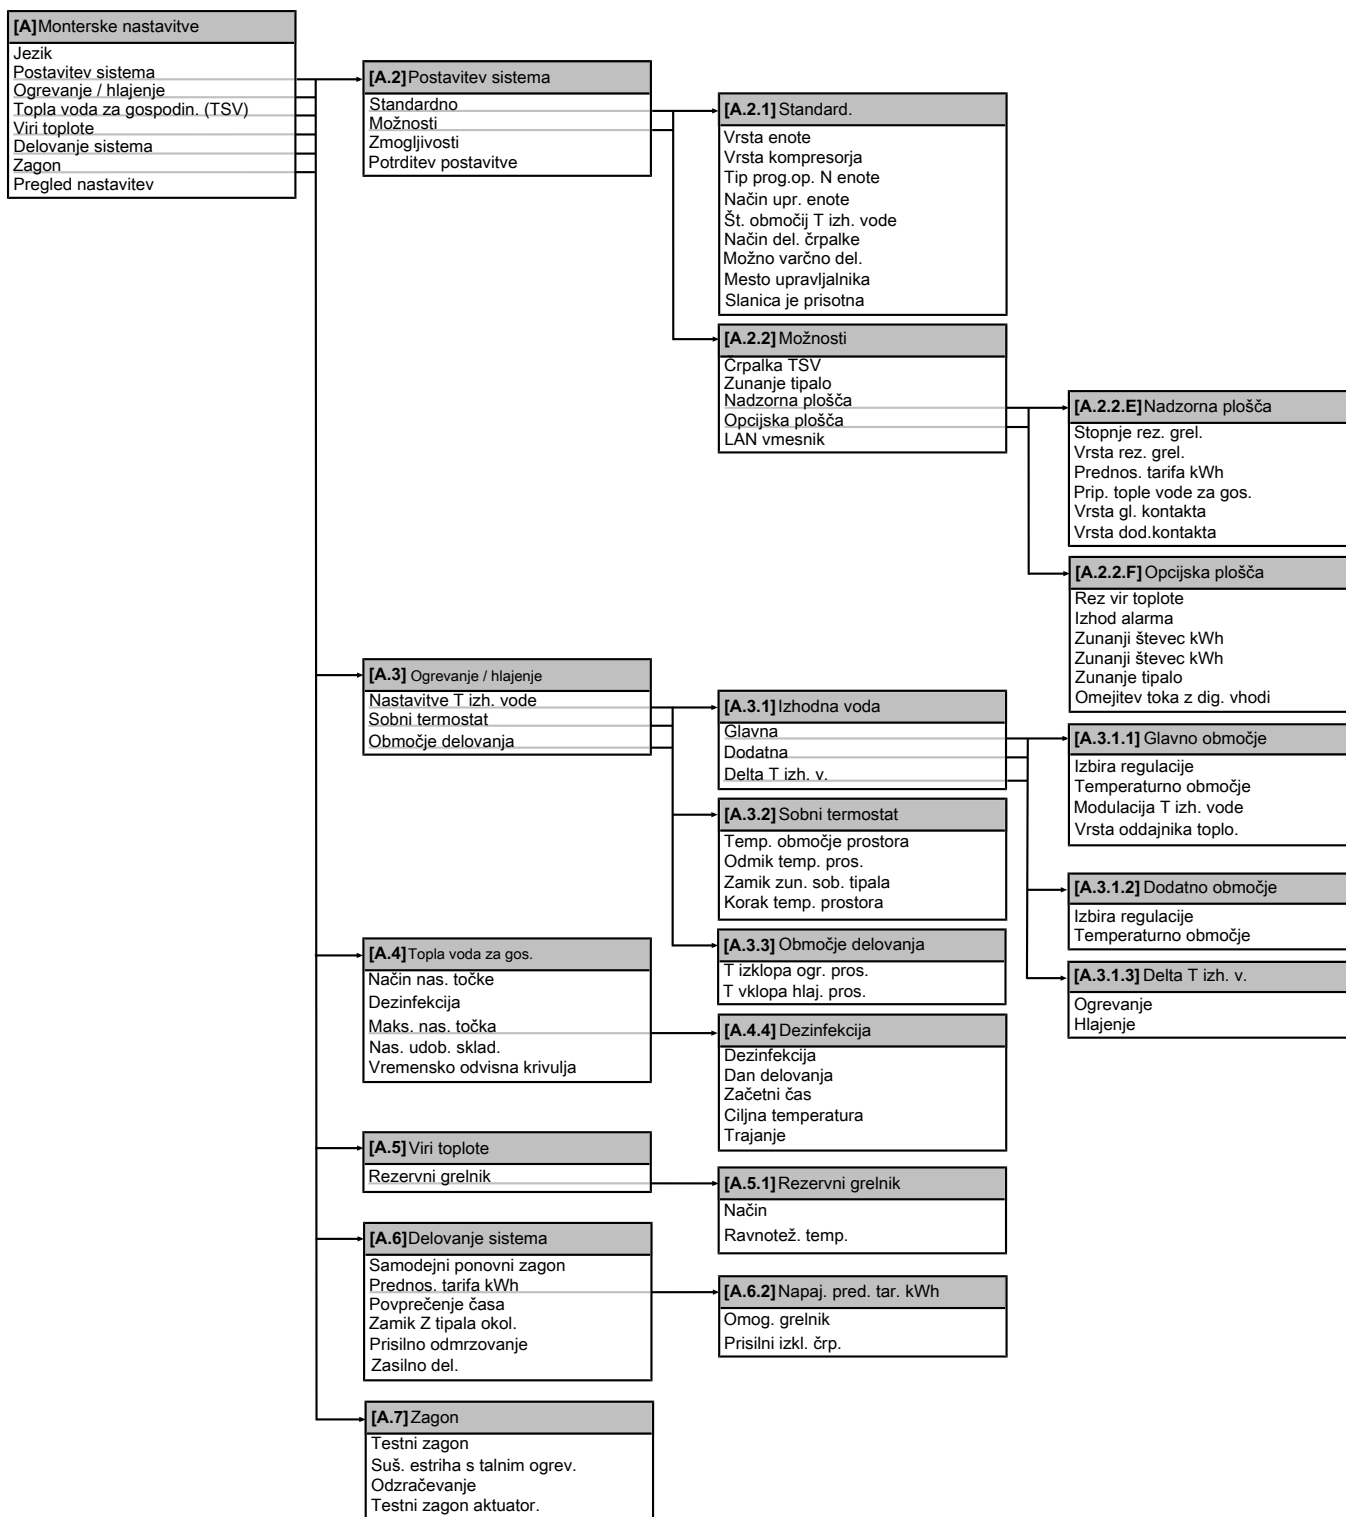 [A] Monterske nastavitve
Jezik
Postavitev sistema
Ogrevanje / hlajenje
Topla voda za gospodin. (TSV)
Viri toplote
Delovanje sistema
Zagon
Pregled nastavitev
[A.2] Postavitev sistema
Standardno
Možnosti
Zmogljivosti
Potrditev postavitve
[A.2.1] Standard.
Vrsta enote
Vrsta kompresorja
Tip prog.op. N enote
Način upr. enote
Št. območij T izh. vode
Način del. črpalke
Možno varčno del.
Mesto upravljalnika
Slanica je prisotna
[A.2.2] Možnosti
Črpalka TSV
Zunanje tipalo
Nadzorna plošča
Opcijska plošča
LAN vmesnik
[A.2.2.E] Nadzorna plošča
Stopnje rez. grel.
Vrsta rez. grel.
Prednos. tarifa kWh
Prip. tople vode za gos.
Vrsta gl. kontakta
Vrsta dod.kontakta
[A.2.2.F] Opcijska plošča
Rez vir toplote
Izhod alarma
Zunanji števec kWh
Zunanji števec kWh
Zunanje tipalo
Omejitev toka z dig. vhodi
[A.3] Ogrevanje / hlajenje
Nastavitve T izh. vode
Sobni termostat
Območje delovanja
[A.3.1] Izhodna voda
Glavna
Dodatna
Delta T izh. v.
[A.3.1.1] Glavno območje
Izbira regulacije
Temperaturno območje
Modulacija T izh. vode
Vrsta oddajnika toplo.
[A.3.2] Sobni termostat
Temp. območje prostora
Odmik temp. pros.
Zamik zun. sob. tipala
Korak temp. prostora
[A.3.1.2] Dodatno območje
Izbira regulacije
Temperaturno območje
[A.3.3] Območje delovanja
T izklopa ogr. pros.
T vklopa hlaj. pros.
[A.3.1.3] Delta T izh. v.
Ogrevanje
Hlajenje
[A.4] Topla voda za gos.
Način nas. točke
Dezinfekcija
Maks. nas. točka
Nas. udob. sklad.
Vremensko odvisna krivulja
[A.4.4] Dezinfekcija
Dezinfekcija
Dan delovanja
Začetni čas
Ciljna temperatura
Trajanje
[A.5] Viri toplote
Rezervni grelnik
[A.5.1] Rezervni grelnik
Način
Ravnotež. temp.
[A.6] Delovanje sistema
Samodejni ponovni zagon
Prednos. tarifa kWh
Povprečenje časa
Zamik Z tipala okol.
Prisilno odmrzovanje
Zasilno del.
[A.6.2] Napaj. pred. tar. kWh
Omog. grelnik
Prisilni izkl. črp.
[A.7] Zagon
Testni zagon
Suš. estriha s talnim ogrev.
Odzračevanje
Testni zagon aktuator.